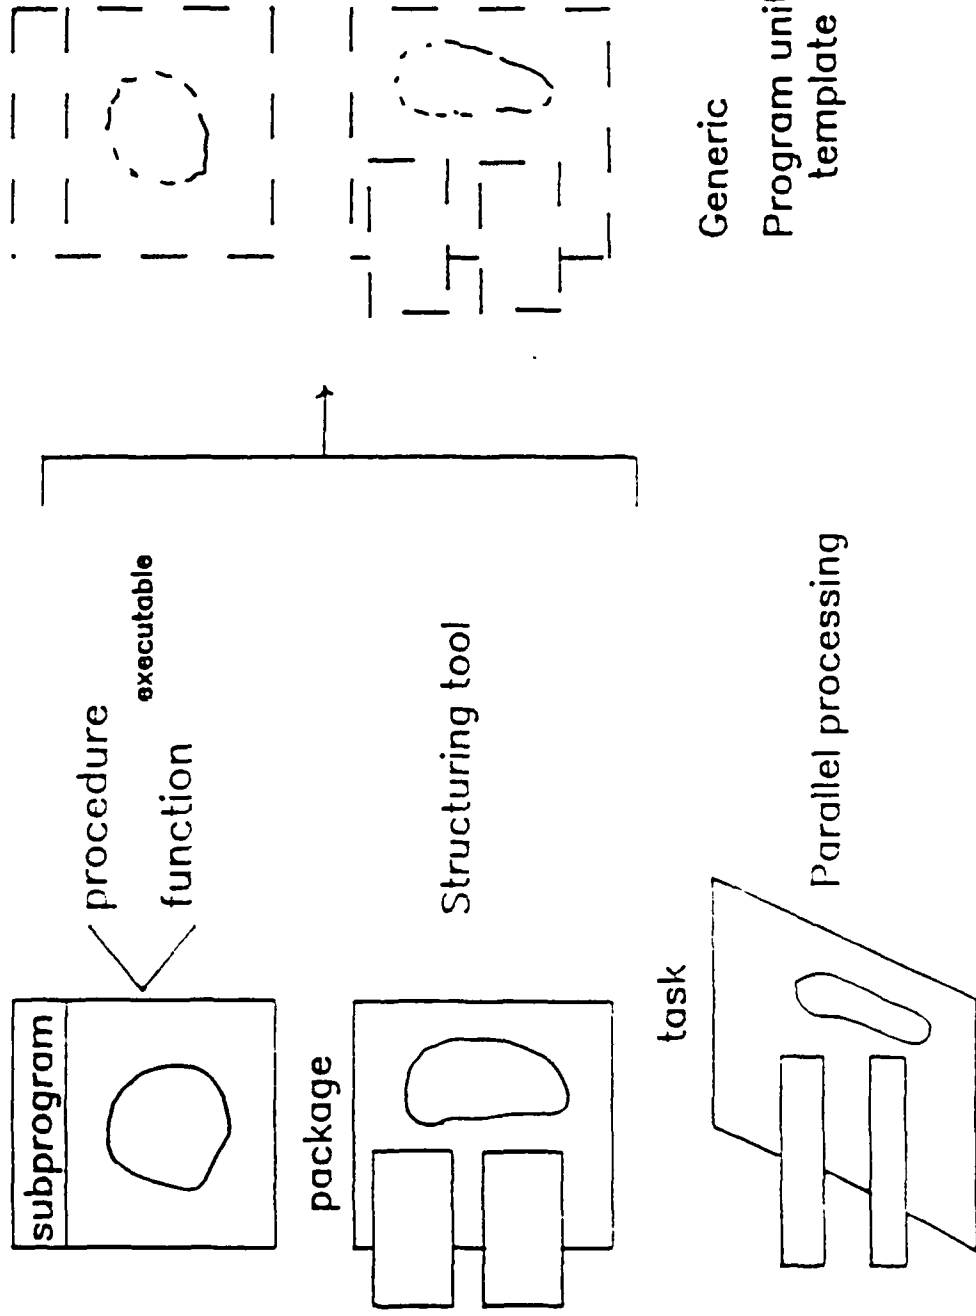 subprogram
procedure
executable
function
package
Structuring tool
task
Parallel processing
Generic
Program unit
template